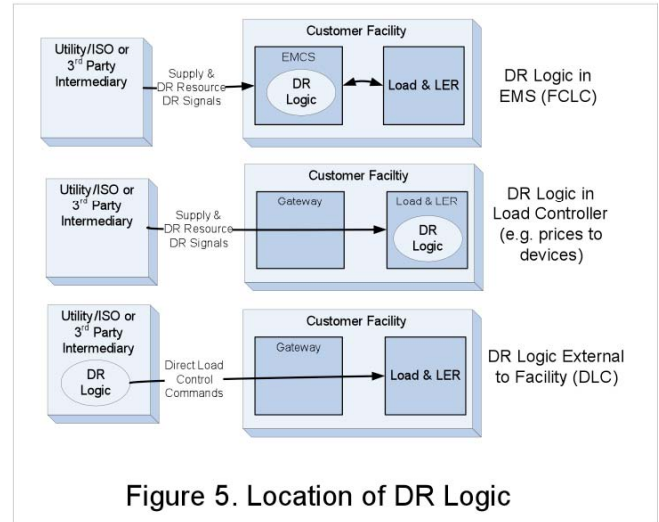 Utility/ISO or
3rd Party
Intermediary
Supply &
DR Resource
DR Signals
Customer Facility
EMCS
DR
Logic
Load & LER
DR Logic in
EMS (FCLC)
Utility/ISO or
3rd Party
Intermediary
Supply &
DR Resource
DR Signals
Customer Faciltiy
Gateway
Load & LER
DR
Logic
DR Logic in
Load Controller
(e.g. prices to
devices)
Utility/ISO or
3rd Party
Intermediary
DR
Logic
Direct Load
Control
Commands
Customer Facility
Gateway
Load & LER
DR Logic External
to Facility (DLC)
Figure 5. Location of DR Logic